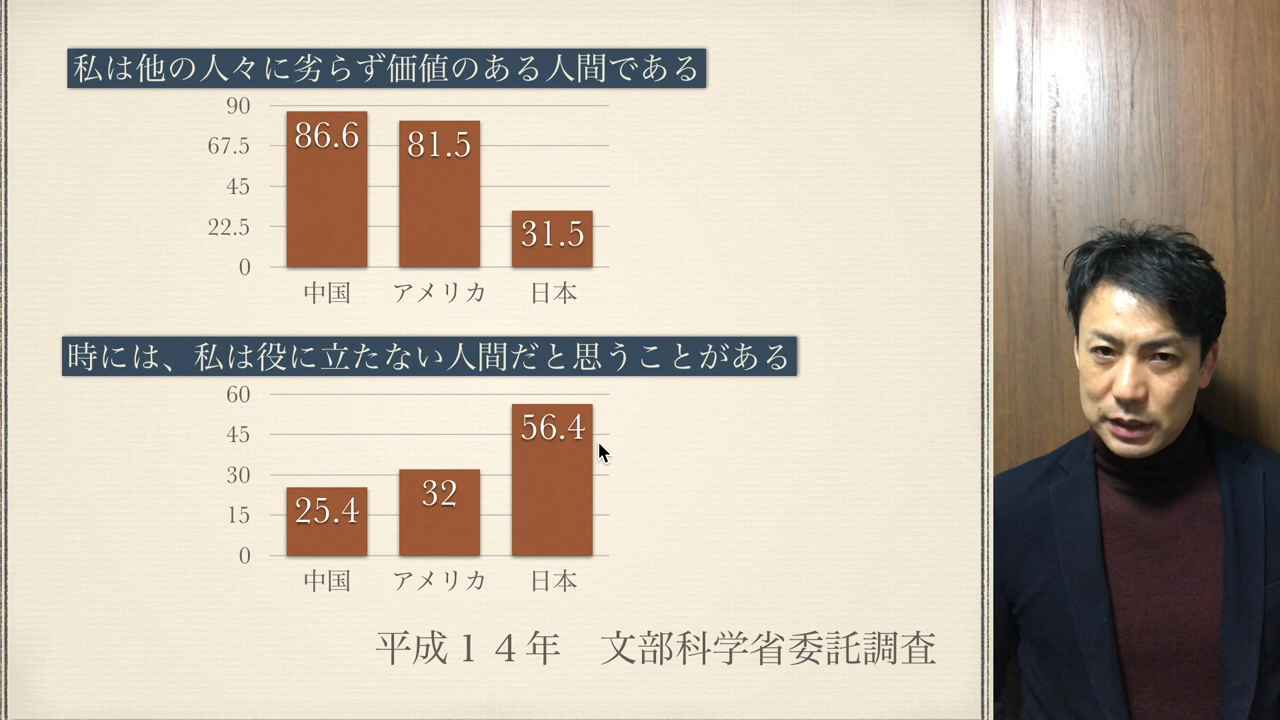 私は他の人々に劣らず価値のある人間である
90
67.5
45
22.5
0
86.6
81.5
31.5
中国
アメリカ
日本
時には、私は役に立たない人間だと思うことがある
60
45
30
15
0
25.4
32
56.4
中国
アメリカ
日本
平成１４年　文部科学省委託調査